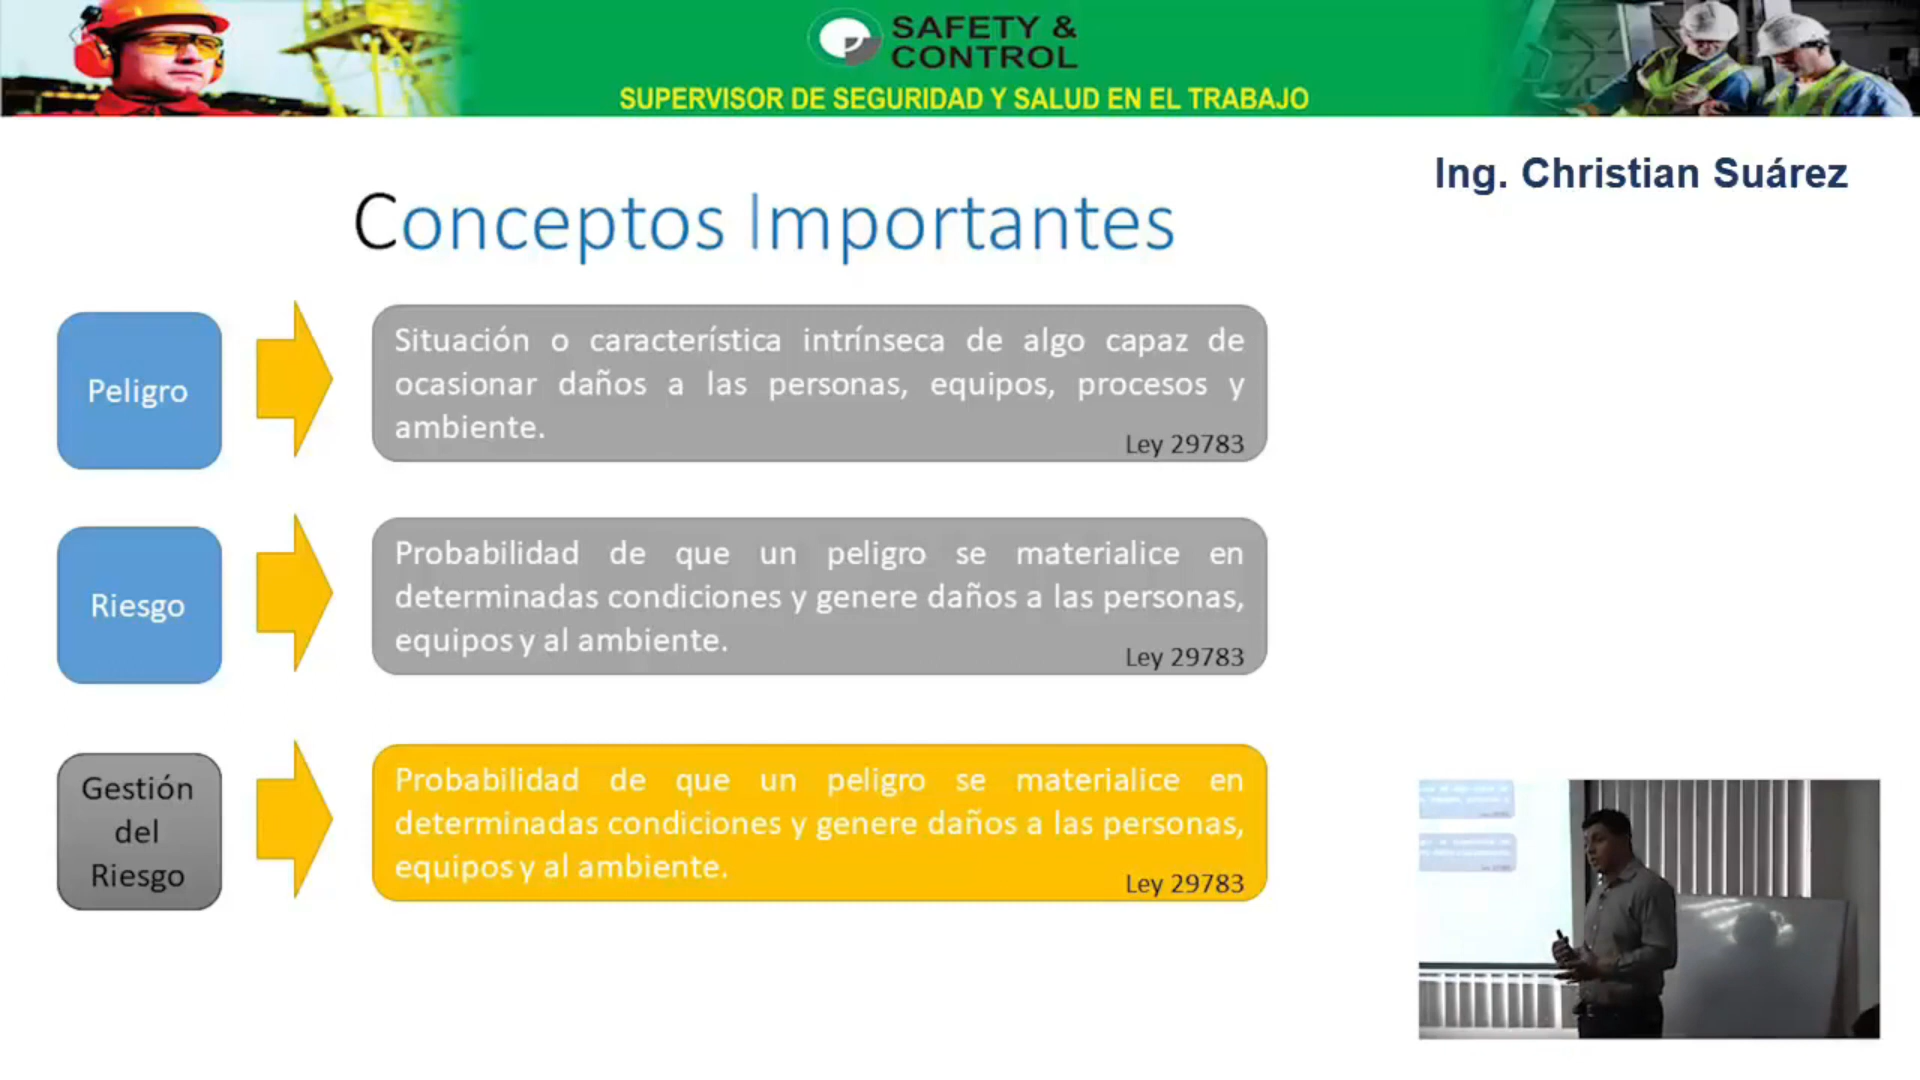 SAFETY &
CONTROL
SUPERVISOR DE SEGURIDAD Y SALUD EN EL TRABAJO
Ing. Christian Suárez
Conceptos Importantes
Peligro
Situación o característica intrínseca de algo capaz de
ocasionar daños a las personas, equipos, procesos y
ambiente.
Ley 29783
Riesgo
Probabilidad de que un peligro se materialice en
determinadas condiciones y genere daños a las personas,
equipos y al ambiente.
Ley 29783
Gestión
del
Riesgo
Probabilidad de que un peligro se materialice en
determinadas condiciones y genere daños a las personas,
equipos y al ambiente.
Ley 29783